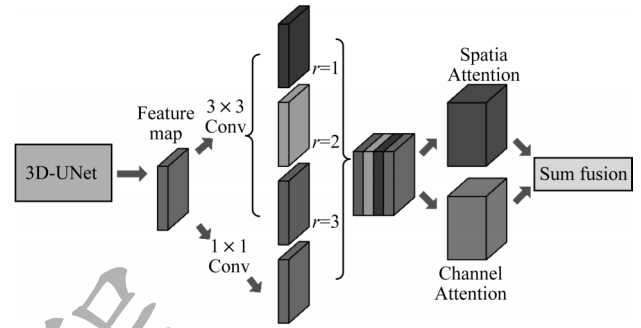 3D-UNet
Feature
map
3 × 3
Conv
1 × 1
Conv
r=1
r=2
r=3
Spatia
Attention
Channel
Attention
Sum fusion